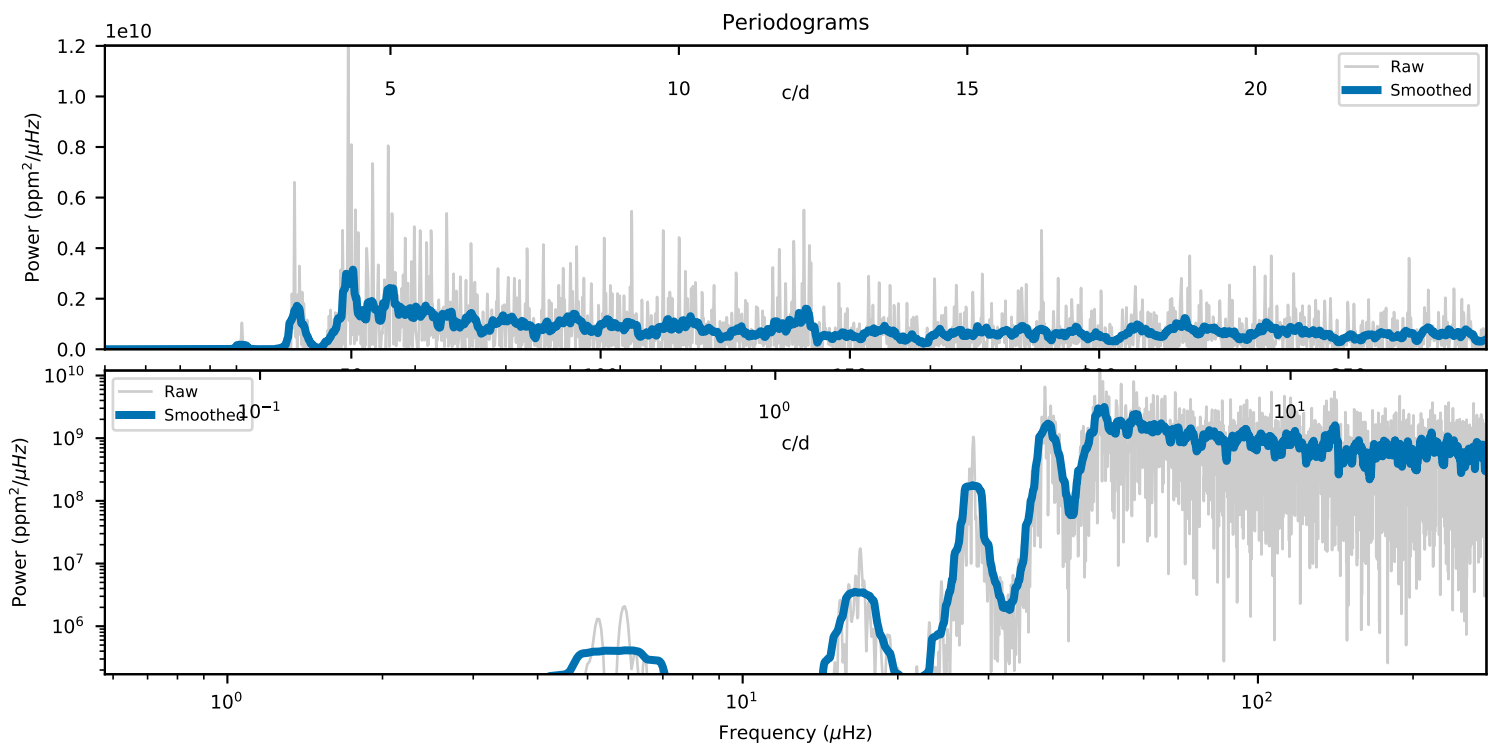 Periodograms
1e10
1.2
1.0
0.8
0.6
0.4
0.2
0.0
Power (ppm²/μHz)
5 10 15 20
c/d
Raw
Smoothed
10¹⁰
10⁹
10⁸
10⁷
10⁶
Power (ppm²/μHz)
Raw
Smoothed
10⁻¹ 10⁰ 10¹
c/d
10⁰ 10¹ 10²
Frequency (μHz)